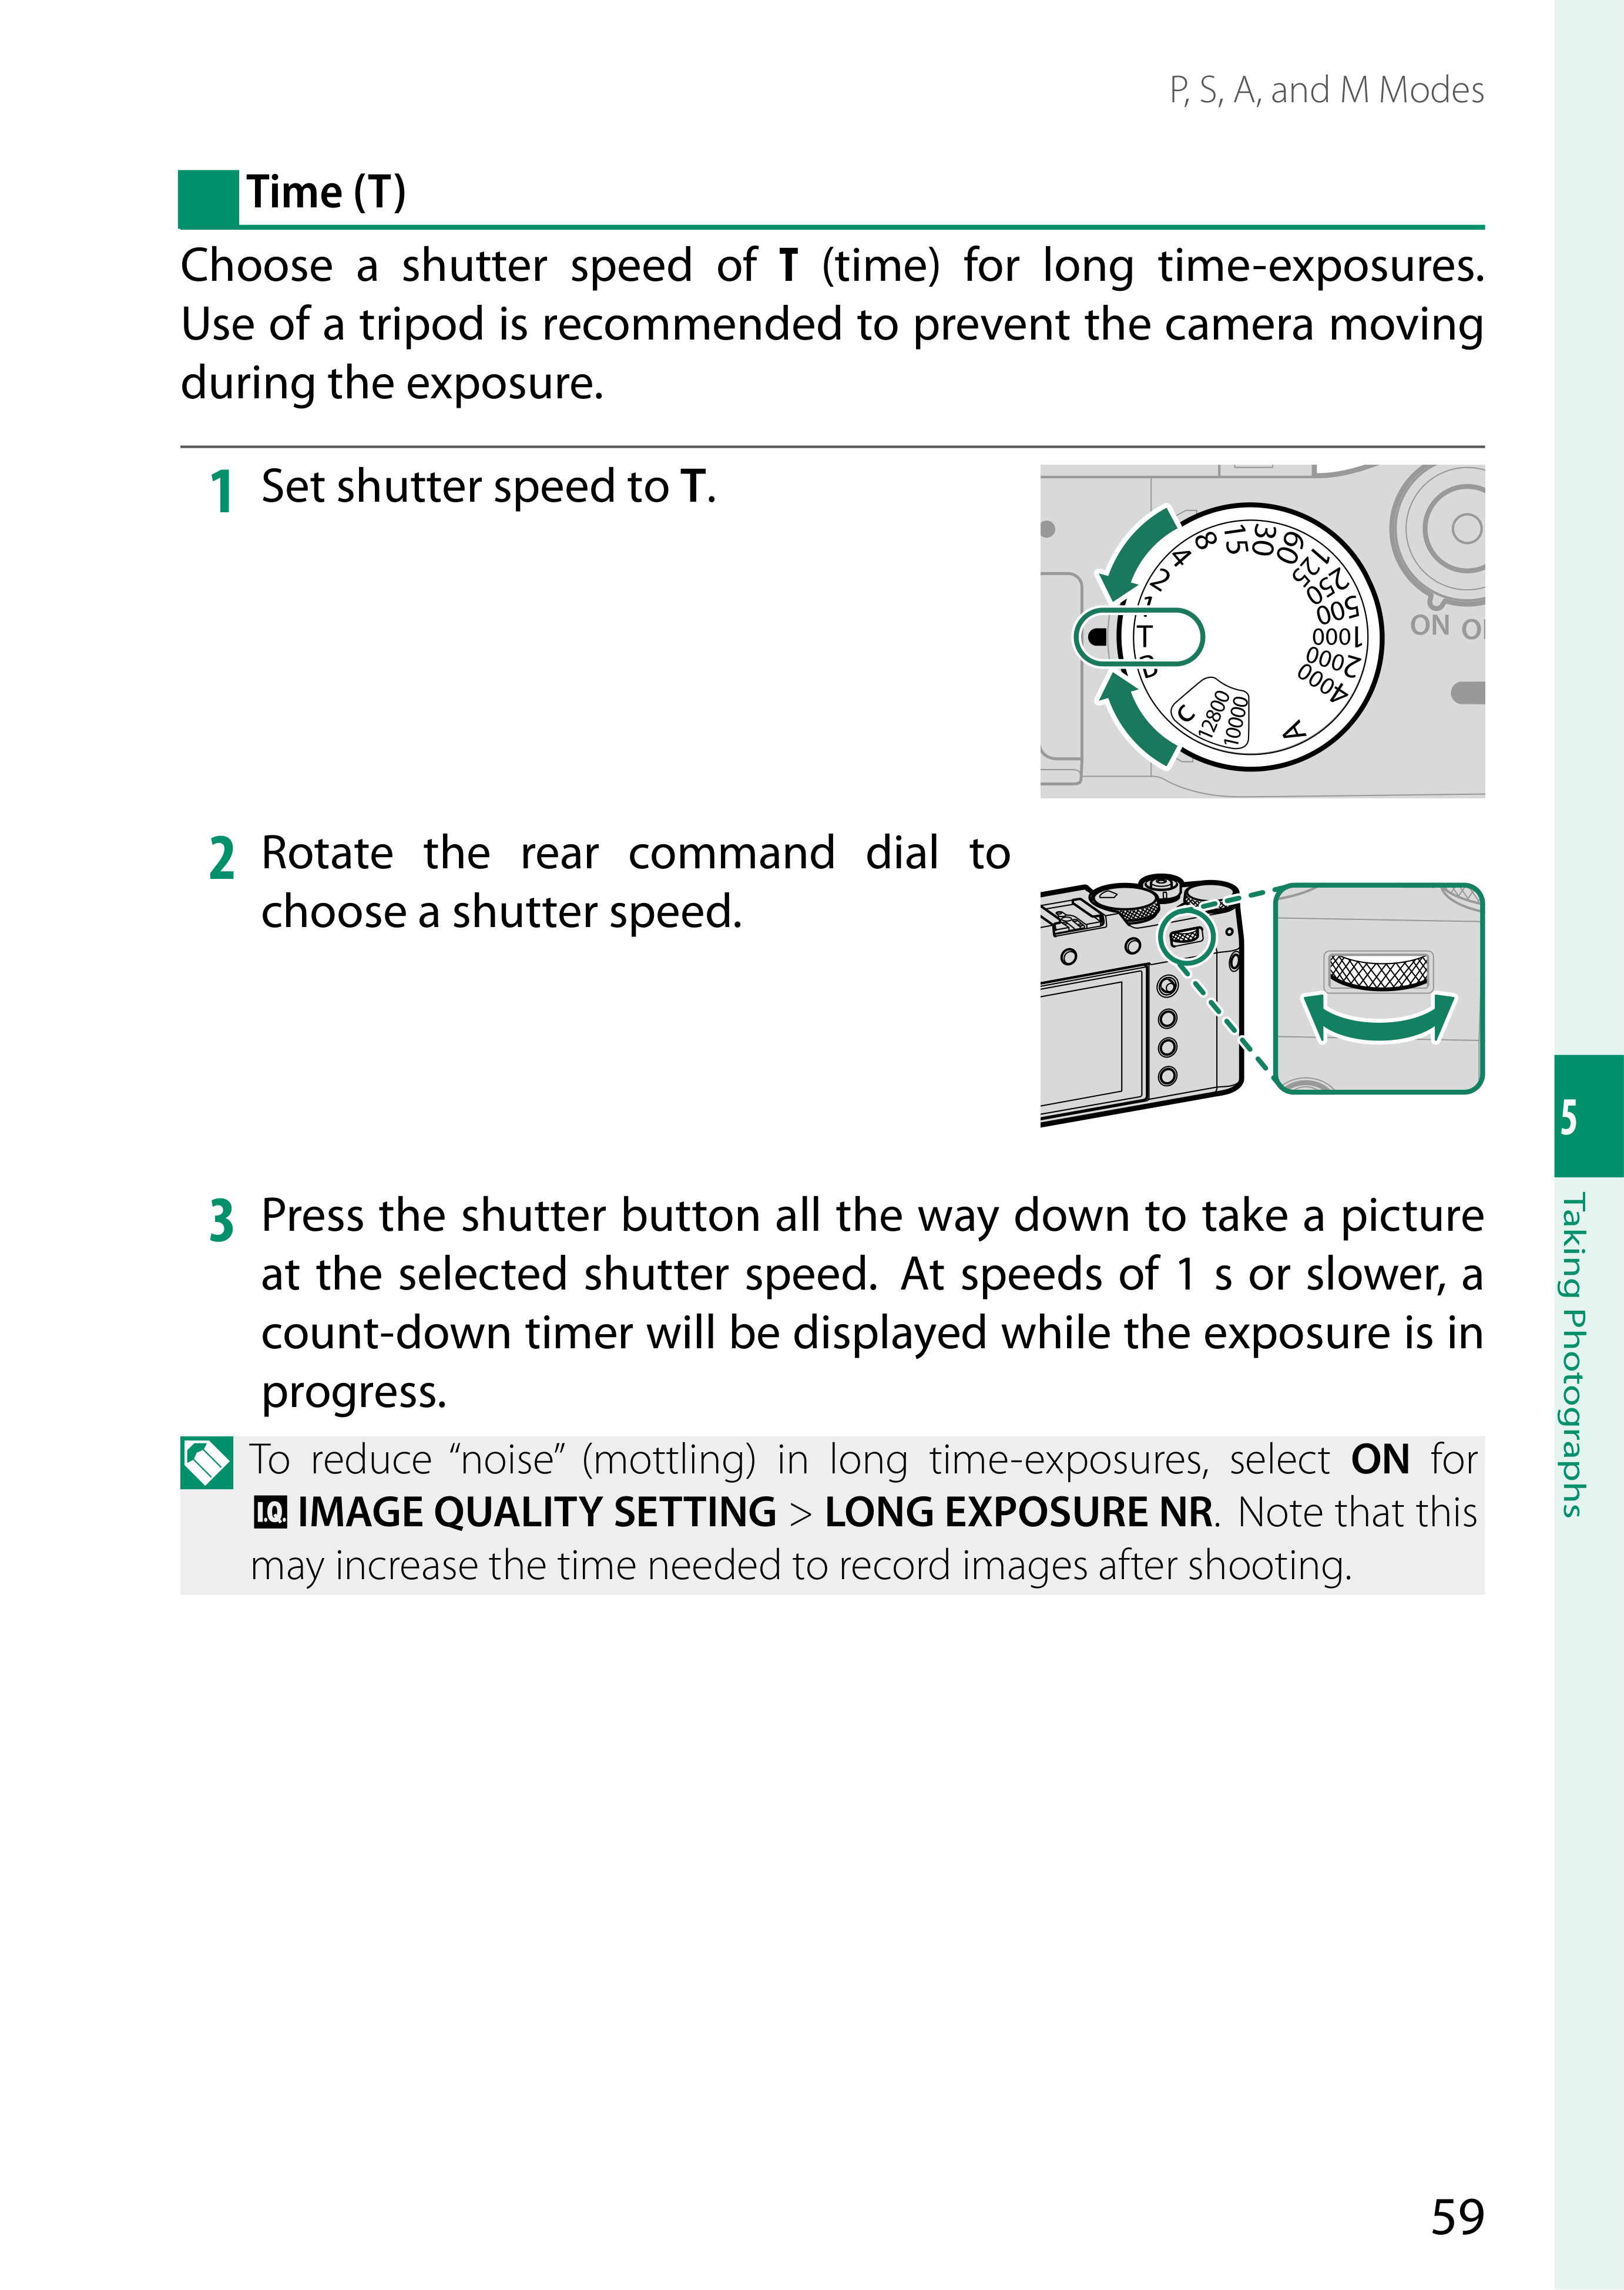 P, S, A, and M Modes
Time (T)
Choose a shutter speed of T (time) for long time-exposures.
Use of a tripod is recommended to prevent the camera moving
during the exposure.
1 Set shutter speed to T.
T
1
2
4
8
15
30
60
125
250
500
1000
2000
4000
A
10000
12800
C
ON
2 Rotate the rear command dial to
choose a shutter speed.
3 Press the shutter button all the way down to take a picture
at the selected shutter speed. At speeds of 1 s or slower, a
count-down timer will be displayed while the exposure is in
progress.
To reduce “noise” (mottling) in long time-exposures, select ON for
I.Q. IMAGE QUALITY SETTING > LONG EXPOSURE NR. Note that this
may increase the time needed to record images after shooting.
5
Taking Photographs
59